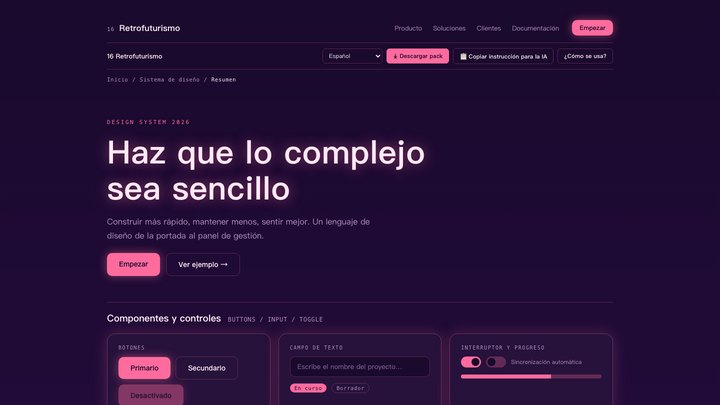 16 Retrofuturismo
Producto Soluciones Clientes Documentación Empezar
16 Retrofuturismo
Español Descargar pack Copiar instrucción para la IA ¿Cómo se usa?
Inicio / Sistema de diseño / Resumen
DESIGN SYSTEM 2026
Haz que lo complejo
sea sencillo
Construir más rápido, mantener menos, sentir mejor. Un lenguaje de
diseño de la portada al panel de gestión.
Empezar Ver ejemplo →
Componentes y controles BUTTONS / INPUT / TOGGLE
BOTONES
Primario Secundario
Desactivado
CAMPO DE TEXTO
Escribe el nombre del proyecto...
En curso Borrador
INTERRUPTOR Y PROGRESO
Sincronización automática